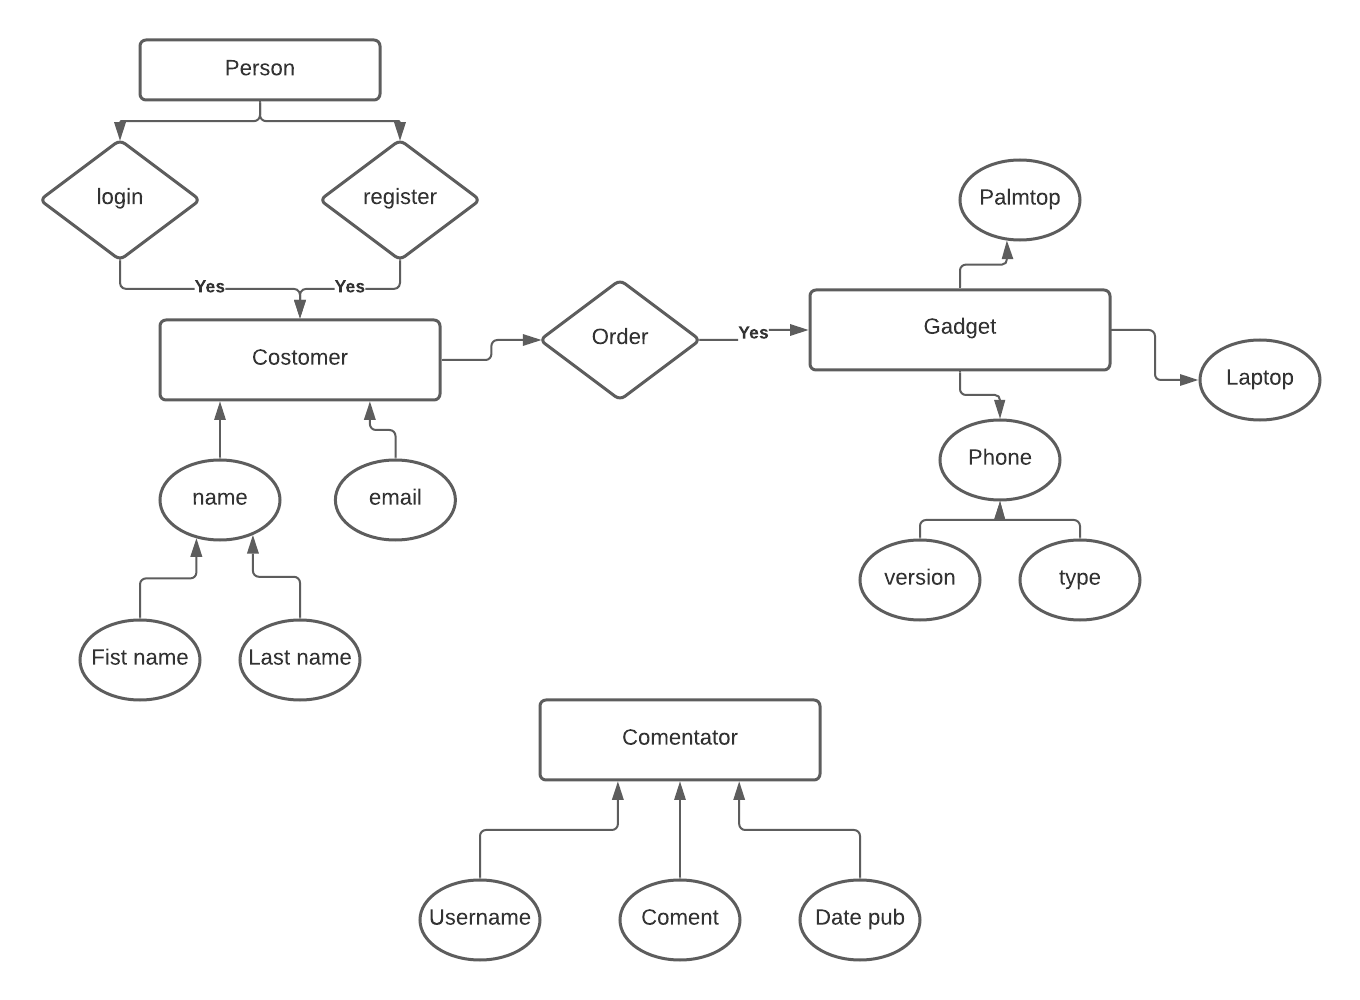 Person
login
register
Yes
Yes
Costomer
Order
Yes
Gadget
Palmtop
Laptop
Phone
version
type
name
email
Fist name
Last name
Comentator
Username
Coment
Date pub